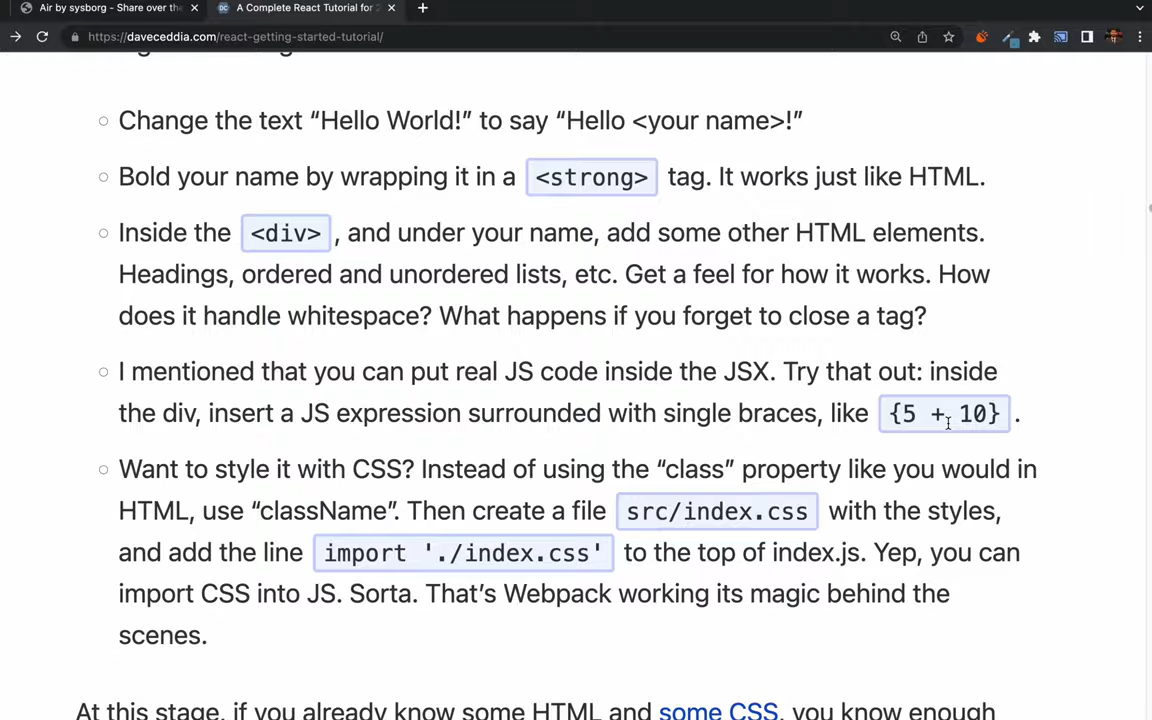 Air by sysborg - Share over the
A Complete React Tutorial for 2
https://daveceddia.com/react-getting-started-tutorial/
Change the text “Hello World!” to say “Hello <your name>!”
Bold your name by wrapping it in a <strong> tag. It works just like HTML.
Inside the <div> , and under your name, add some other HTML elements.
Headings, ordered and unordered lists, etc. Get a feel for how it works. How
does it handle whitespace? What happens if you forget to close a tag?
I mentioned that you can put real JS code inside the JSX. Try that out: inside
the div, insert a JS expression surrounded with single braces, like {5 + 10} .
Want to style it with CSS? Instead of using the “class” property like you would in
HTML, use “className”. Then create a file src/index.css with the styles,
and add the line import './index.css' to the top of index.js. Yep, you can
import CSS into JS. Sorta. That’s Webpack working its magic behind the
scenes.
At this stage, if you already know some HTML and some CSS, you know enough